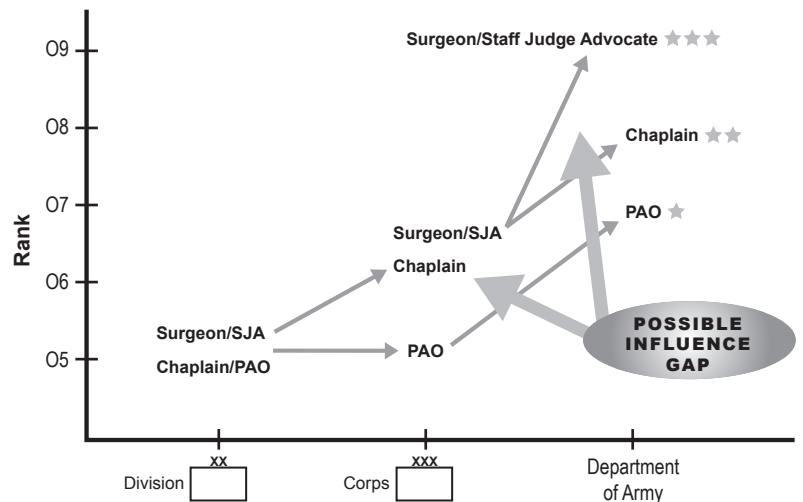 Rank
O9
O8
O7
O6
O5
Surgeon/Staff Judge Advocate
Chaplain
PAO
Surgeon/SJA
Chaplain
Surgeon/SJA
Chaplain/PAO
PAO
POSSIBLE
INFLUENCE
GAP
Division
XX
Corps
XXX
Department
of Army